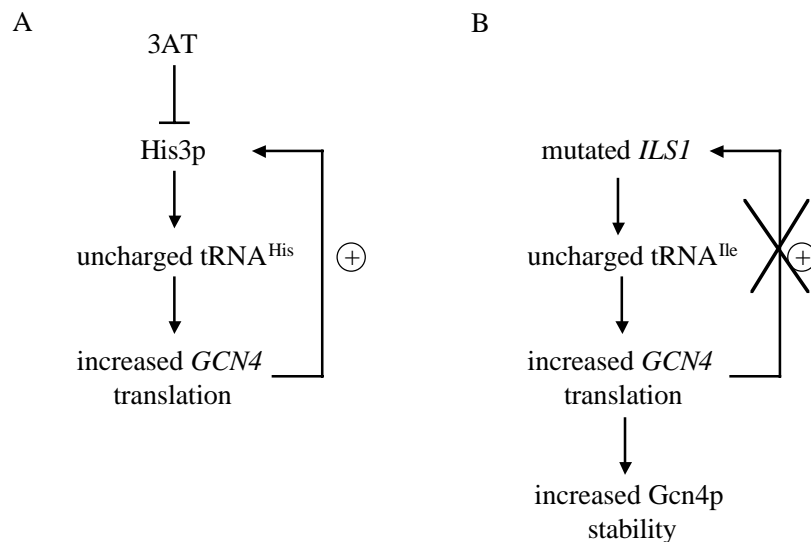 A
3AT
His3p
uncharged tRNA^His
+
increased GCN4
translation
B
mutated ILS1
uncharged tRNA^Ile
+
increased GCN4
translation
increased Gcn4p
stability